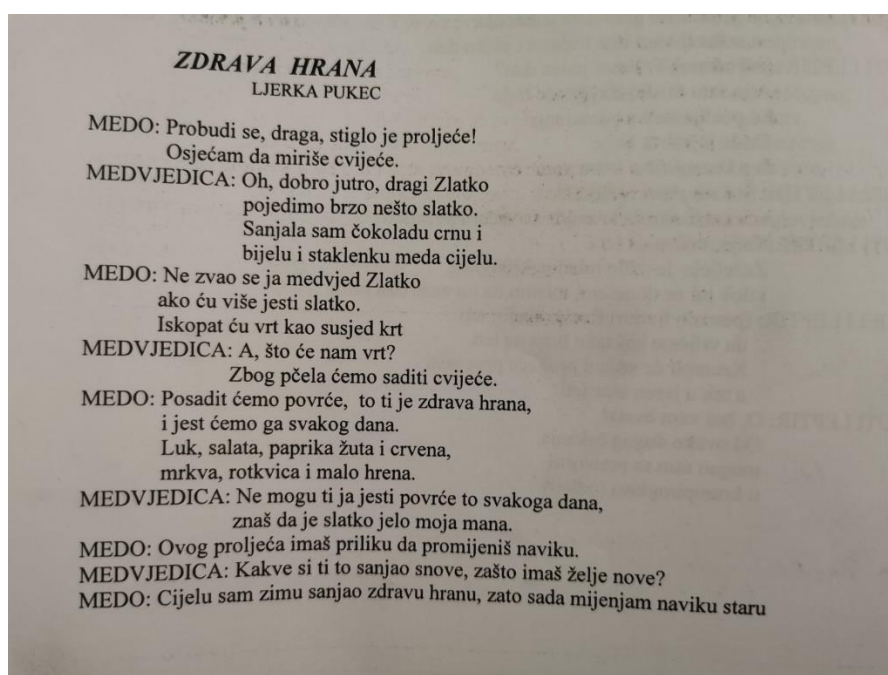 ZDRAVA HRANA
LJERKA PUKEC
MEDO: Probudi se, draga, stiglo je proljeće!
Osjećam da miriše cvijeće.
MEDVJEDICA: Oh, dobro jutro, dragi Zlatko
pojedimo brzo nešto slatko.
Sanjala sam čokoladu crnu i
bijelu i staklenku meda cijelu.
MEDO: Ne zvao se ja medvjed Zlatko
ako ću više jesti slatko.
Iskopat ću vrt kao susjed krt
MEDVJEDICA: A, što će nam vrt?
Zbog pčela ćemo saditi cvijeće.
MEDO: Posadit ćemo povrće, to ti je zdrava hrana,
i jest ćemo ga svakog dana.
Luk, salata, paprika žuta i crvena,
mrkva, rotkvica i malo hrena.
MEDVJEDICA: Ne mogu ti ja jesti povrće to svakoga dana,
znaš da je slatko jelo moja mana.
MEDO: Ovog proljeća imaš priliku da promijeniš naviku.
MEDVJEDICA: Kakve si ti to sanjao snove, zašto imaš želje nove?
MEDO: Cijelu sam zimu sanjao zdravu hranu, zato sada mijenjam naviku staru